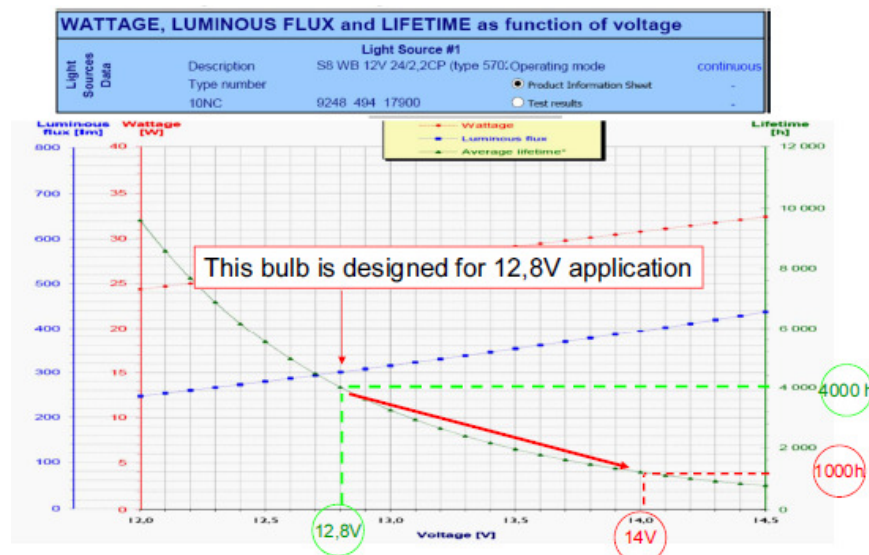 WATTAGE, LUMINOUS FLUX and LIFETIME as function of voltage
Light Source #1
Light Sources Data
Description S8 WB 12V 24/2,2CP (type 570 Operating mode continuous
Type number Product Information Sheet -
10NC 9248 494 17900 Test results -
Luminous flux [lm]
Wattage [W]
Lifetime [h]
Wattage
Luminous flux
Average lifetime*
800 40 12 000
700 35
10 000
600 30
This bulb is designed for 12,8V application
500 25 8 000
400 20 6 000
300 15
4 000 4000 h
200 10
2 000
100 5 1000h
0 0 0
12,0 12,5 12,8V 13,0 13,5 14,0 14V 14,5
Voltage [V]